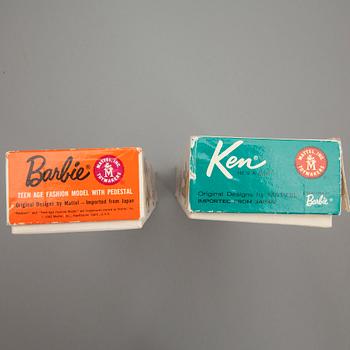 Barbie®
TEEN AGE FASHION MODEL WITH PEDESTAL
Original Designs by Mattel – Imported from Japan
MATTEL, INC.
M
TOYMAKERS
Ken®
Original Designs by Mattel
IMPORTED FROM JAPAN
MATTEL, INC.
M
TOYMAKERS
Barbie®